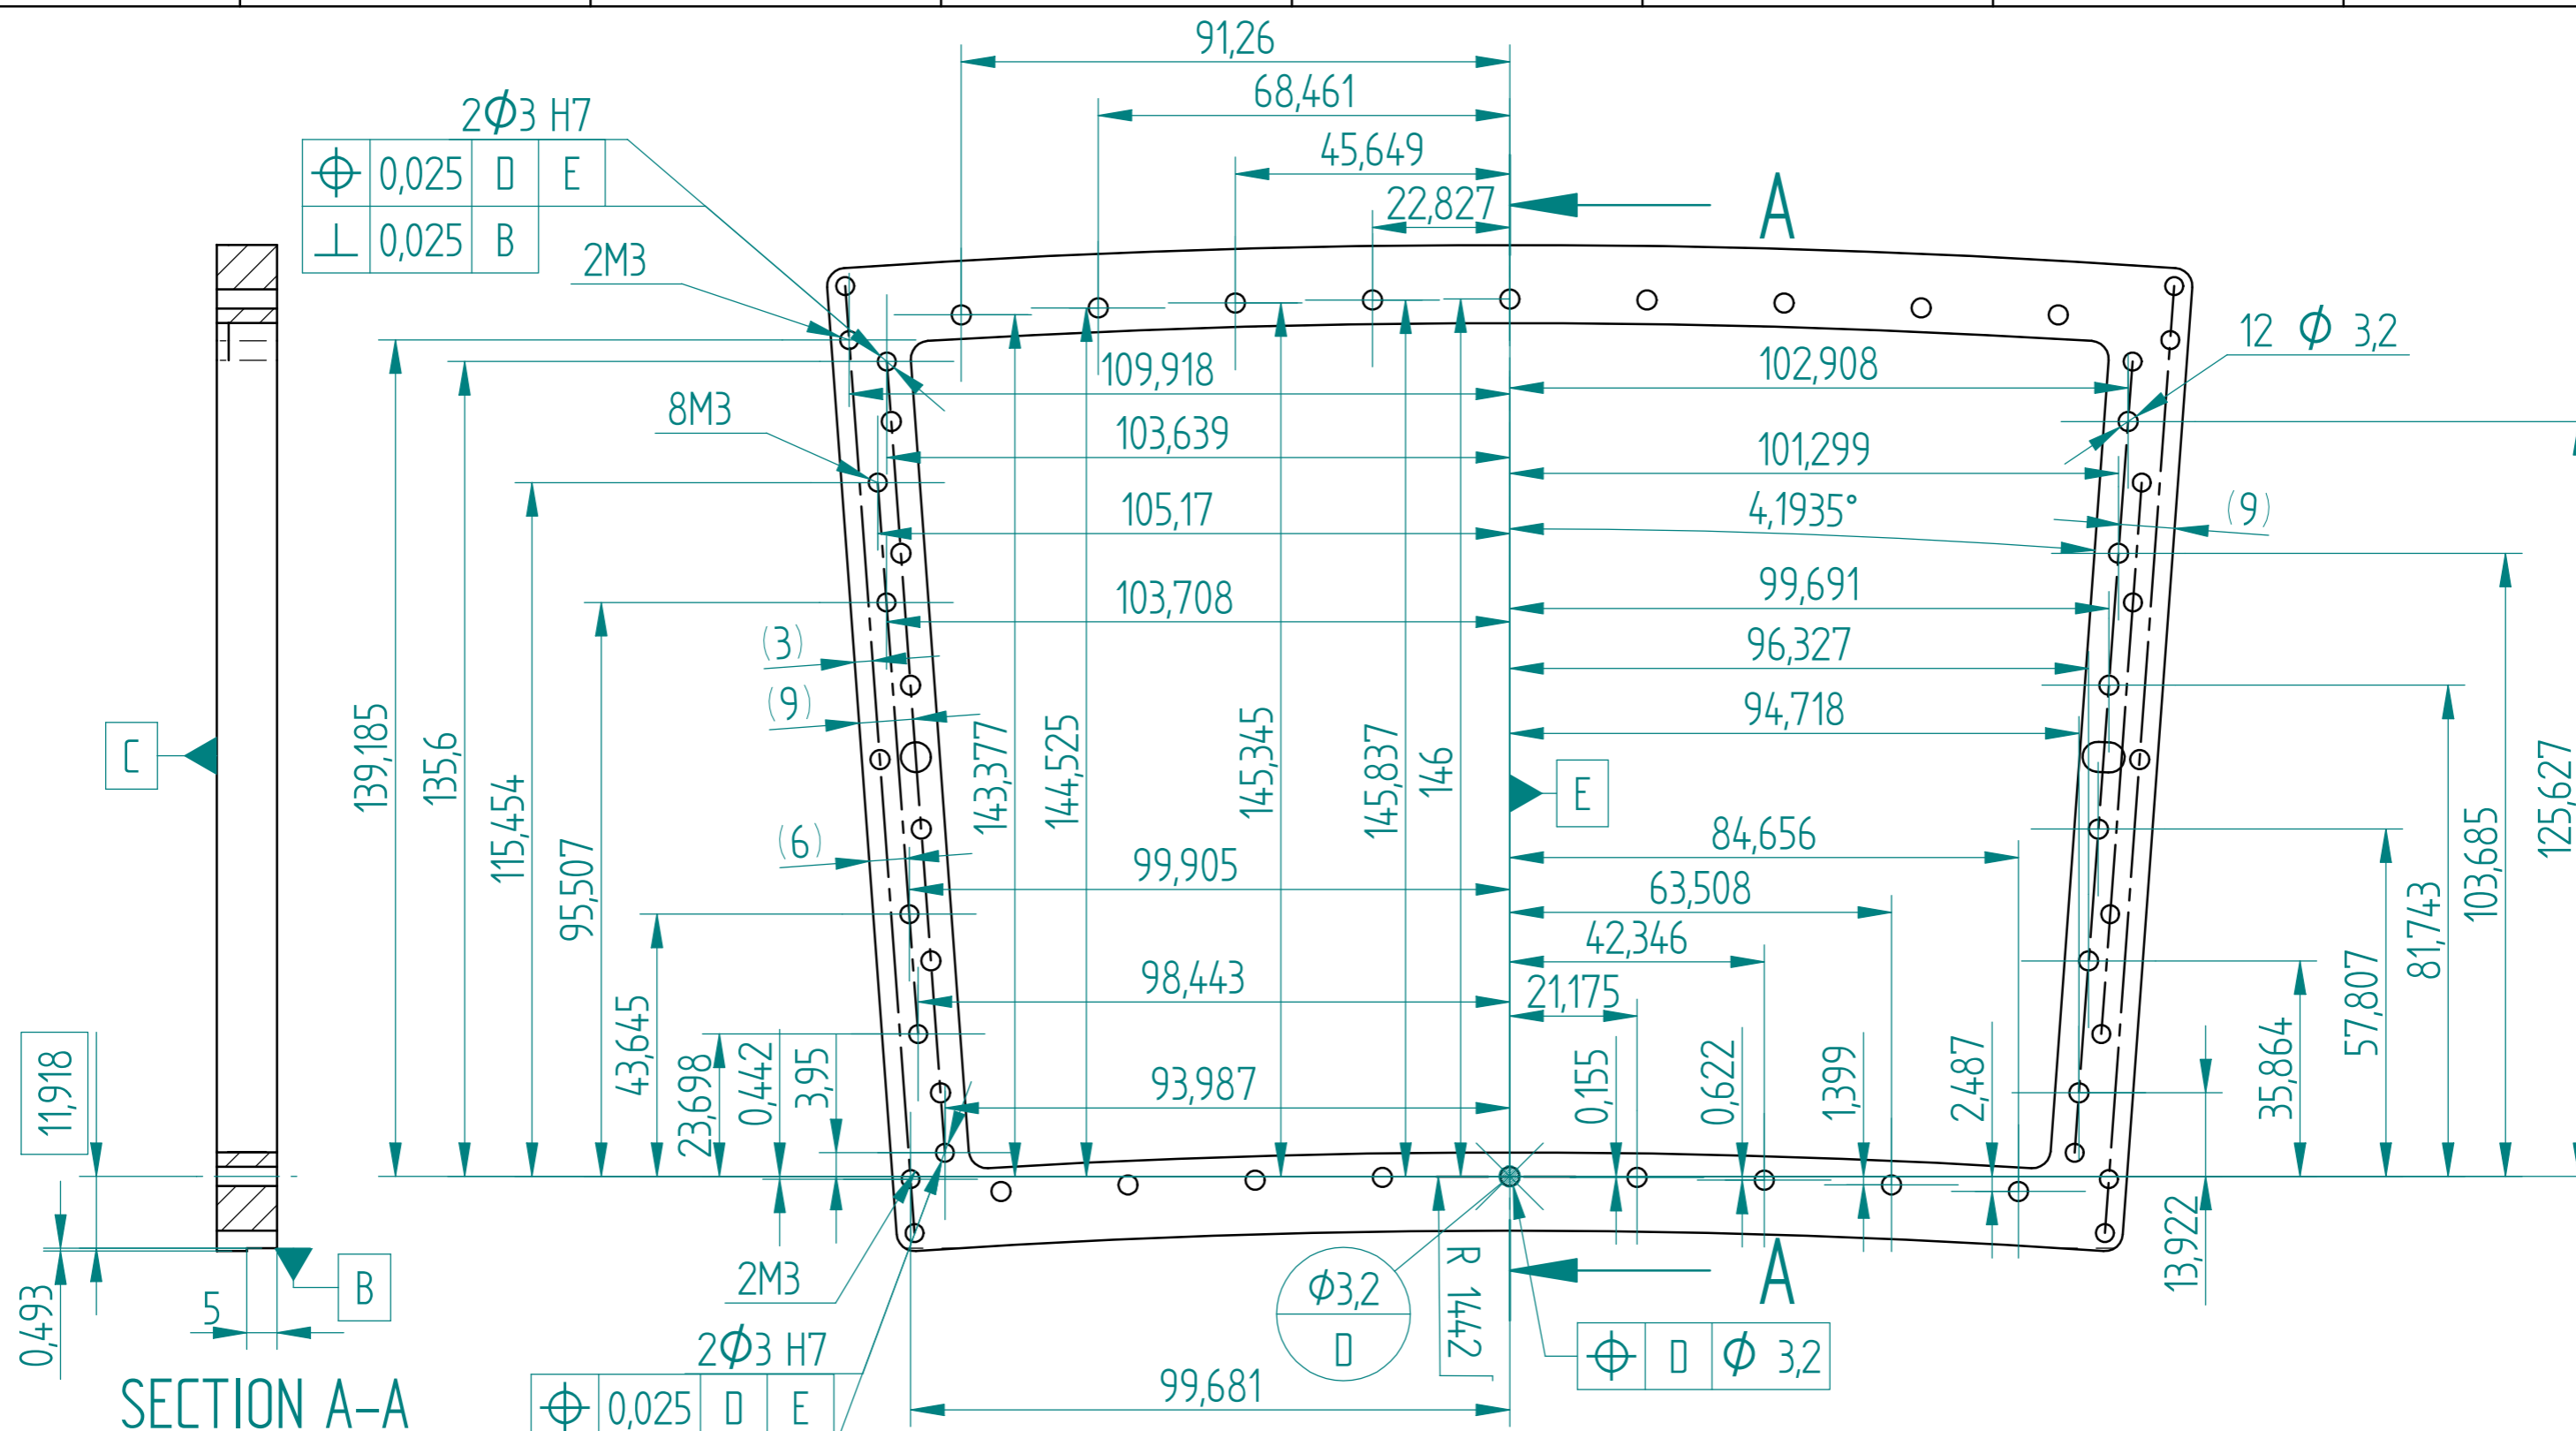 91,26
68,461
45,649
22,827
2Ø3 H7
⌖ 0,025 D E
⊥ 0,025 B
A
2M3
8M3
12 Ø 3,2
109,918
102,908
103,639
101,299
105,17
4,1935°
(9)
103,708
99,691
(3)
96,327
(9)
94,718
C
139,185
135,6
115,454
95,507
143,377
144,525
145,345
145,837
146
E
125,627
(6)
99,905
84,656
63,508
42,346
103,685
81,743
98,443
21,175
57,807
43,645
23,698
0,442
3,95
93,987
0,155
0,622
1,399
2,487
35,864
11,918
13,922
0,493
5
B
2M3
Ø3,2
D
R 1442
A
⌖ D Ø 3,2
2Ø3 H7
⌖ 0,025 D E
99,681
SECTION A-A